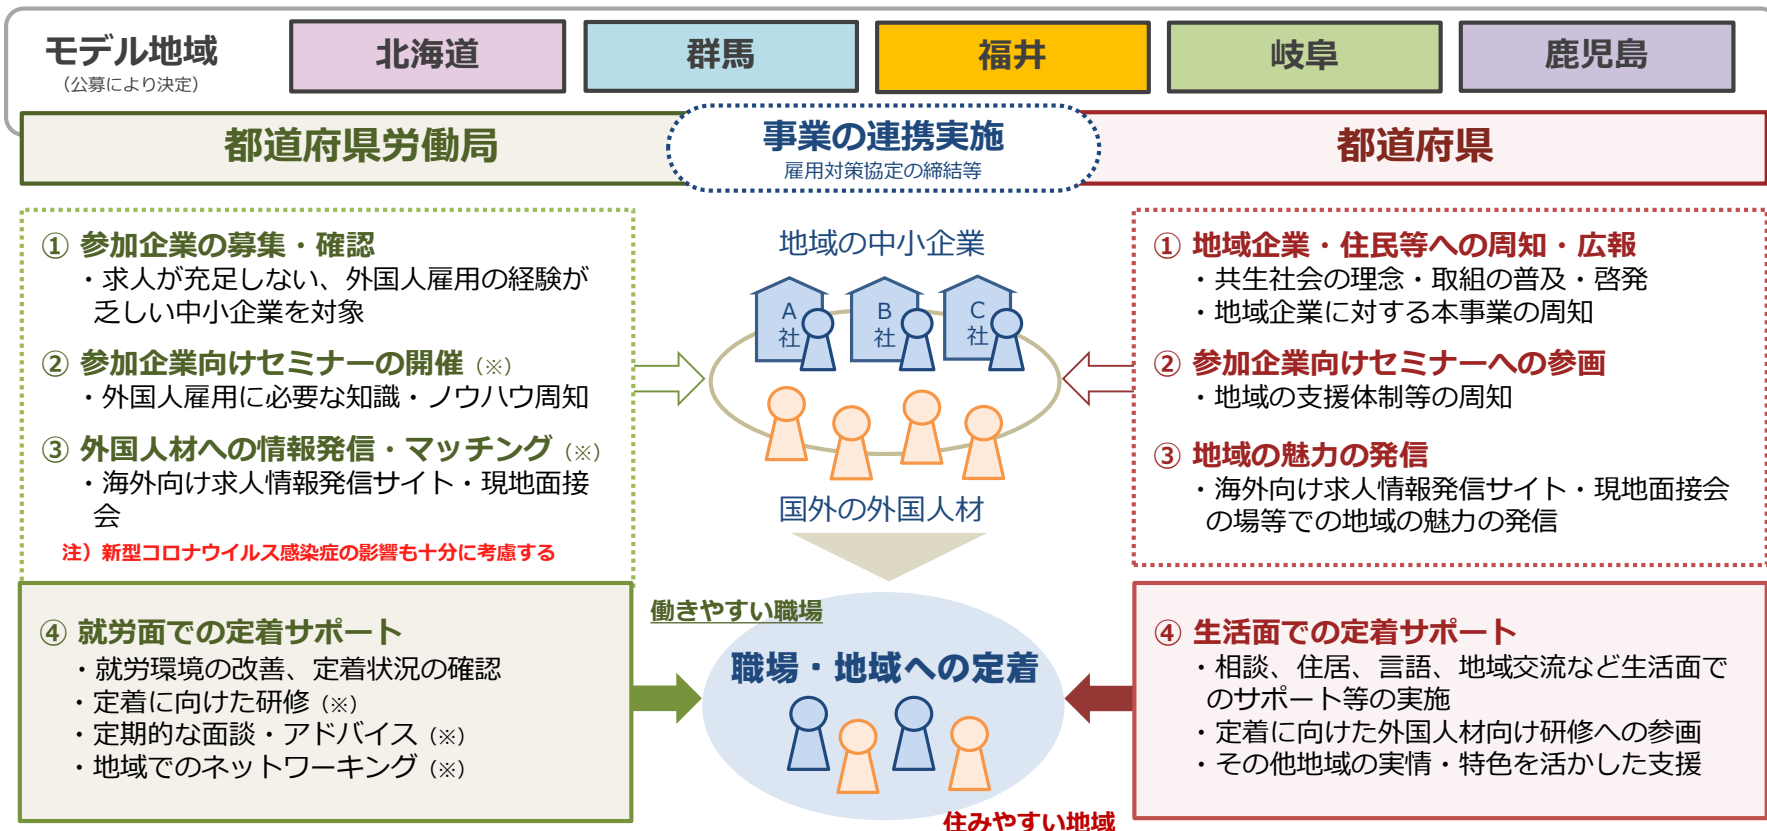 モデル地域
（公募により決定）
北海道
群馬
福井
岐阜
鹿児島
都道府県労働局
事業の連携実施
雇用対策協定の締結等
都道府県
① 参加企業の募集・確認
・求人が充足しない、外国人雇用の経験が
乏しい中小企業を対象
② 参加企業向けセミナーの開催（※）
・外国人雇用に必要な知識・ノウハウ周知
③ 外国人材への情報発信・マッチング（※）
・海外向け求人情報発信サイト・現地面接
会
注）新型コロナウイルス感染症の影響も十分に考慮する
地域の中小企業
A
社
B
社
C
社
国外の外国人材
① 地域企業・住民等への周知・広報
・共生社会の理念・取組の普及・啓発
・地域企業に対する本事業の周知
② 参加企業向けセミナーへの参画
・地域の支援体制等の周知
③ 地域の魅力の発信
・海外向け求人情報発信サイト・現地面接会
の場等での地域の魅力の発信
④ 就労面での定着サポート
・就労環境の改善、定着状況の確認
・定着に向けた研修（※）
・定期的な面談・アドバイス（※）
・地域でのネットワーキング（※）
働きやすい職場
職場・地域への定着
住みやすい地域
④ 生活面での定着サポート
・相談、住居、言語、地域交流など生活面で
のサポート等の実施
・定着に向けた外国人材向け研修への参画
・その他地域の実情・特色を活かした支援